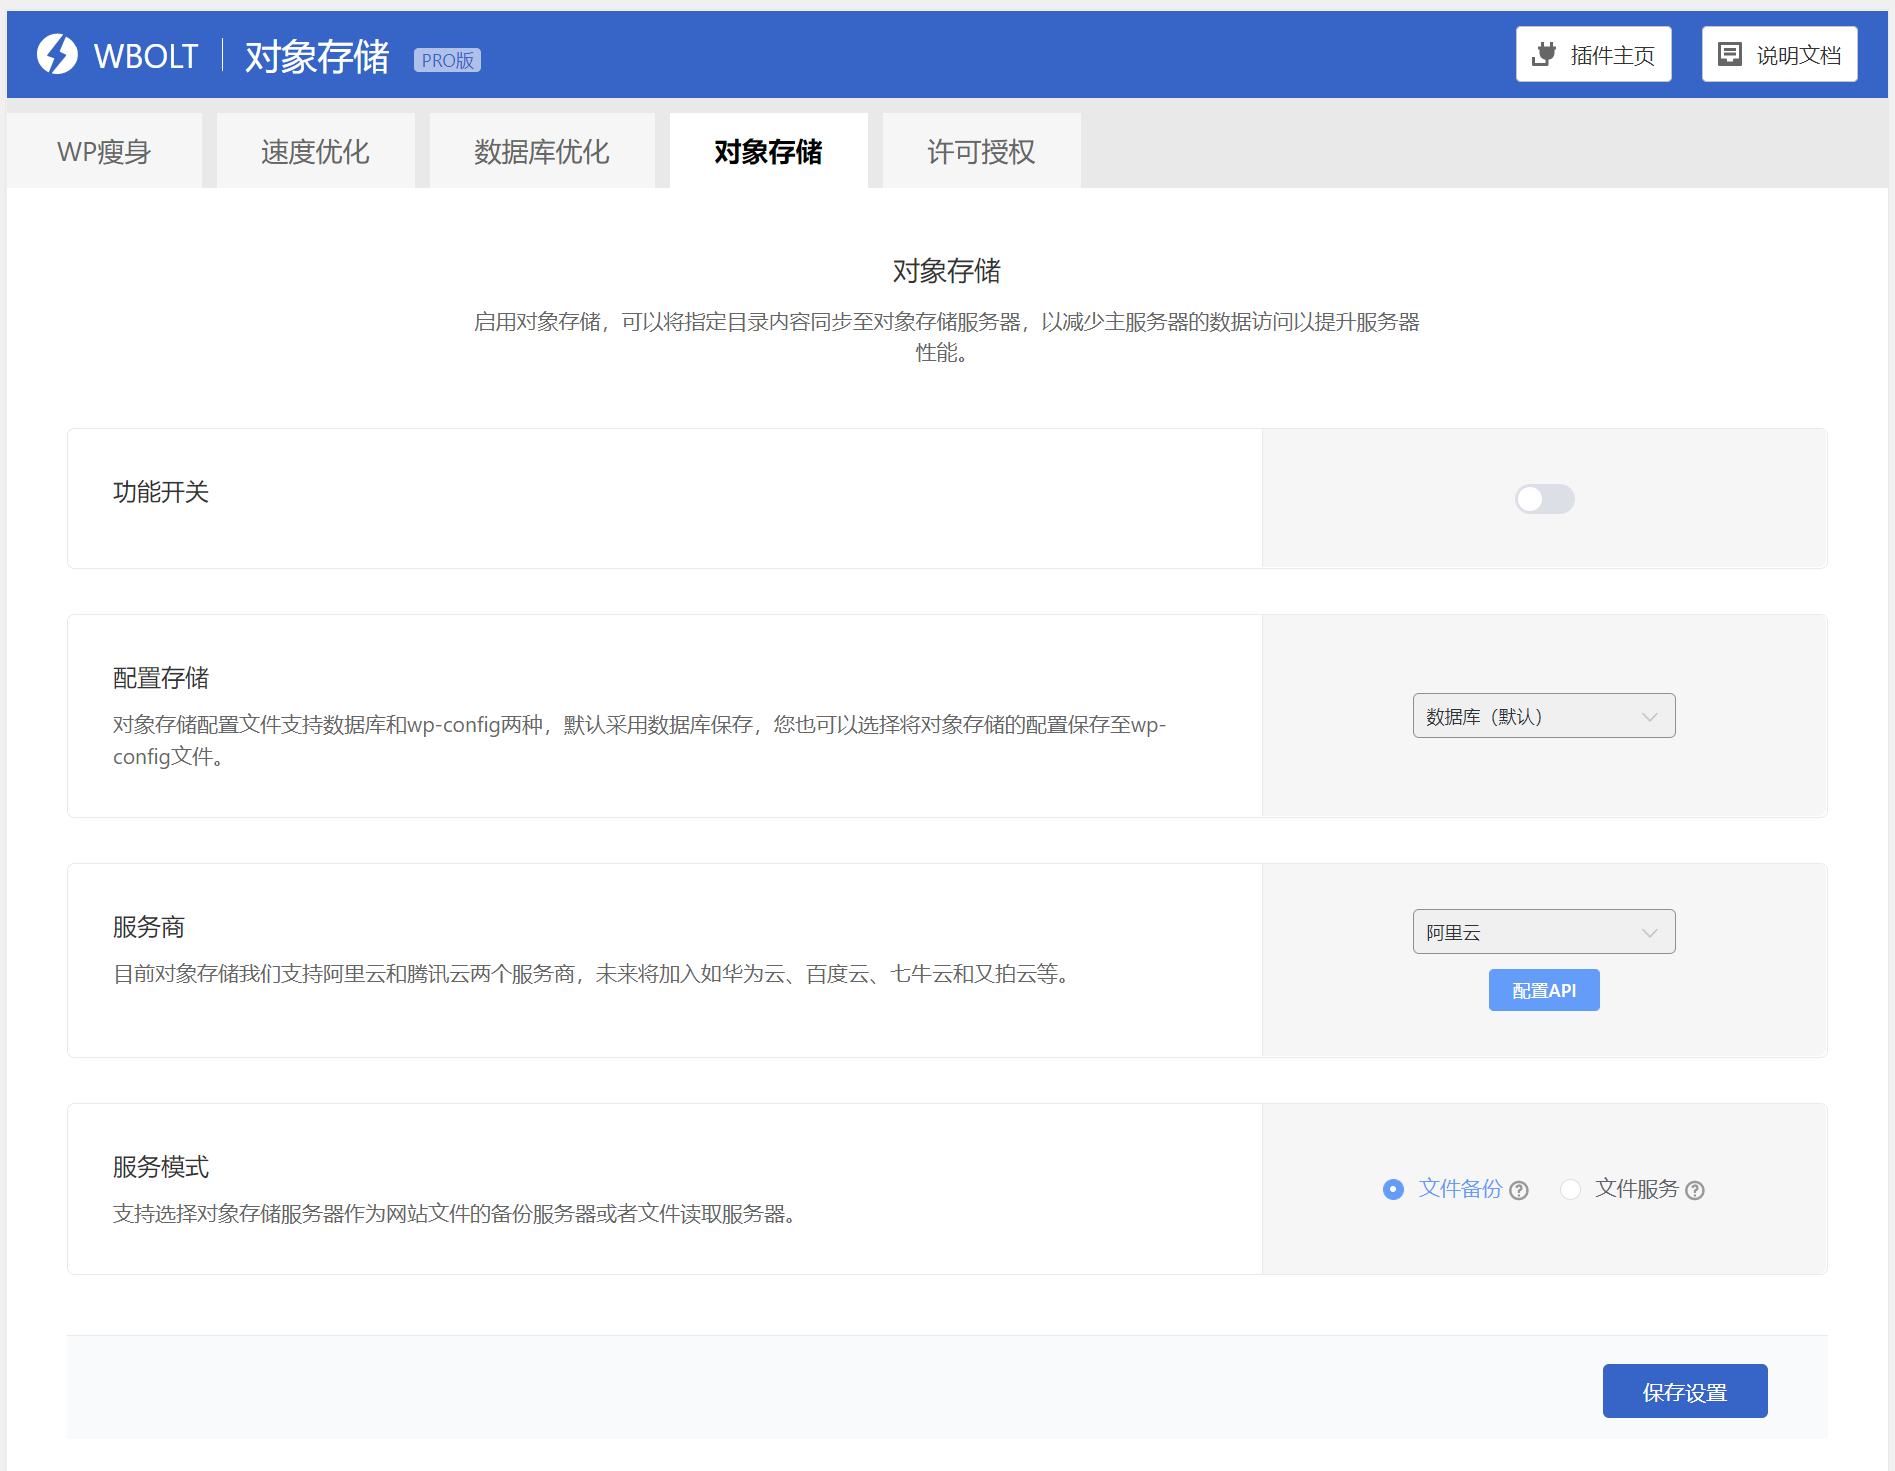 WBOLT 对象存储 PRO版
插件主页
说明文档
WP瘦身
速度优化
数据库优化
对象存储
许可授权
对象存储
启用对象存储，可以将指定目录内容同步至对象存储服务器，以减少主服务器的数据访问以提升服务器
性能。
功能开关
配置存储
对象存储配置文件支持数据库和wp-config两种，默认采用数据库保存，您也可以选择将对象存储的配置保存至wp-
config文件。
数据库（默认）
服务商
目前对象存储我们支持阿里云和腾讯云两个服务商，未来将加入如华为云、百度云、七牛云和又拍云等。
阿里云
配置API
服务模式
支持选择对象存储服务器作为网站文件的备份服务器或者文件读取服务器。
文件备份
文件服务
保存设置